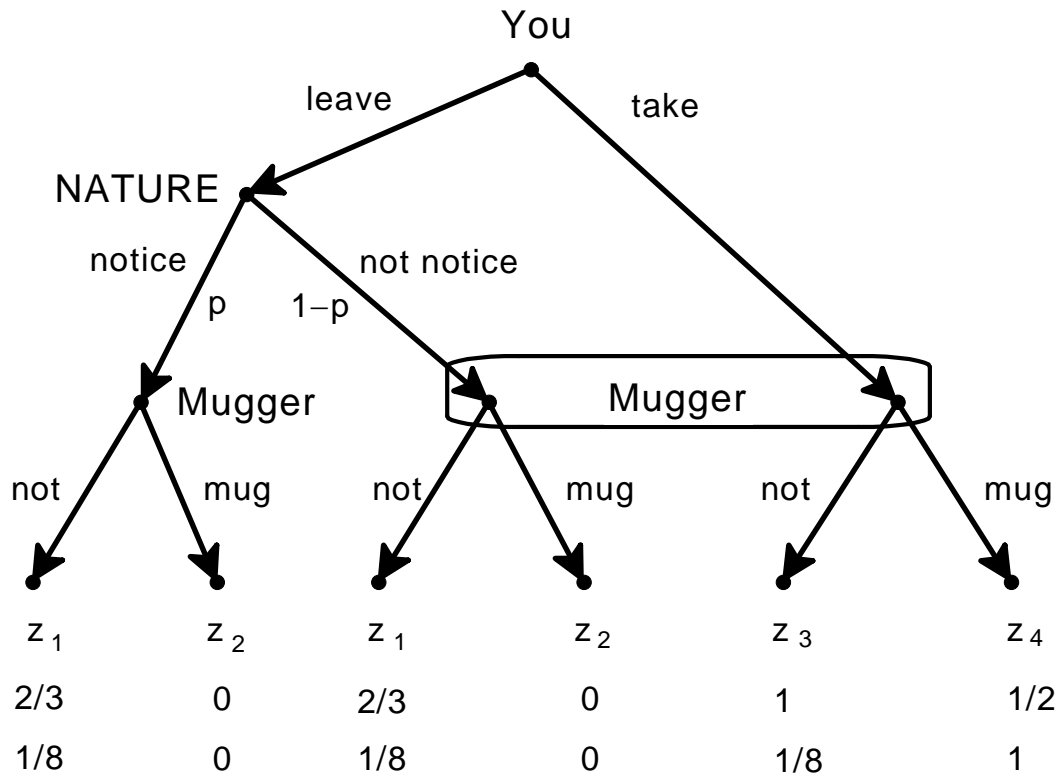 You
leave take
NATURE
notice not notice
p 1–p
Mugger Mugger
not mug not mug not mug
z 1 z 2 z 1 z 2 z 3 z 4
2/3 0 2/3 0 1 1/2
1/8 0 1/8 0 1/8 1